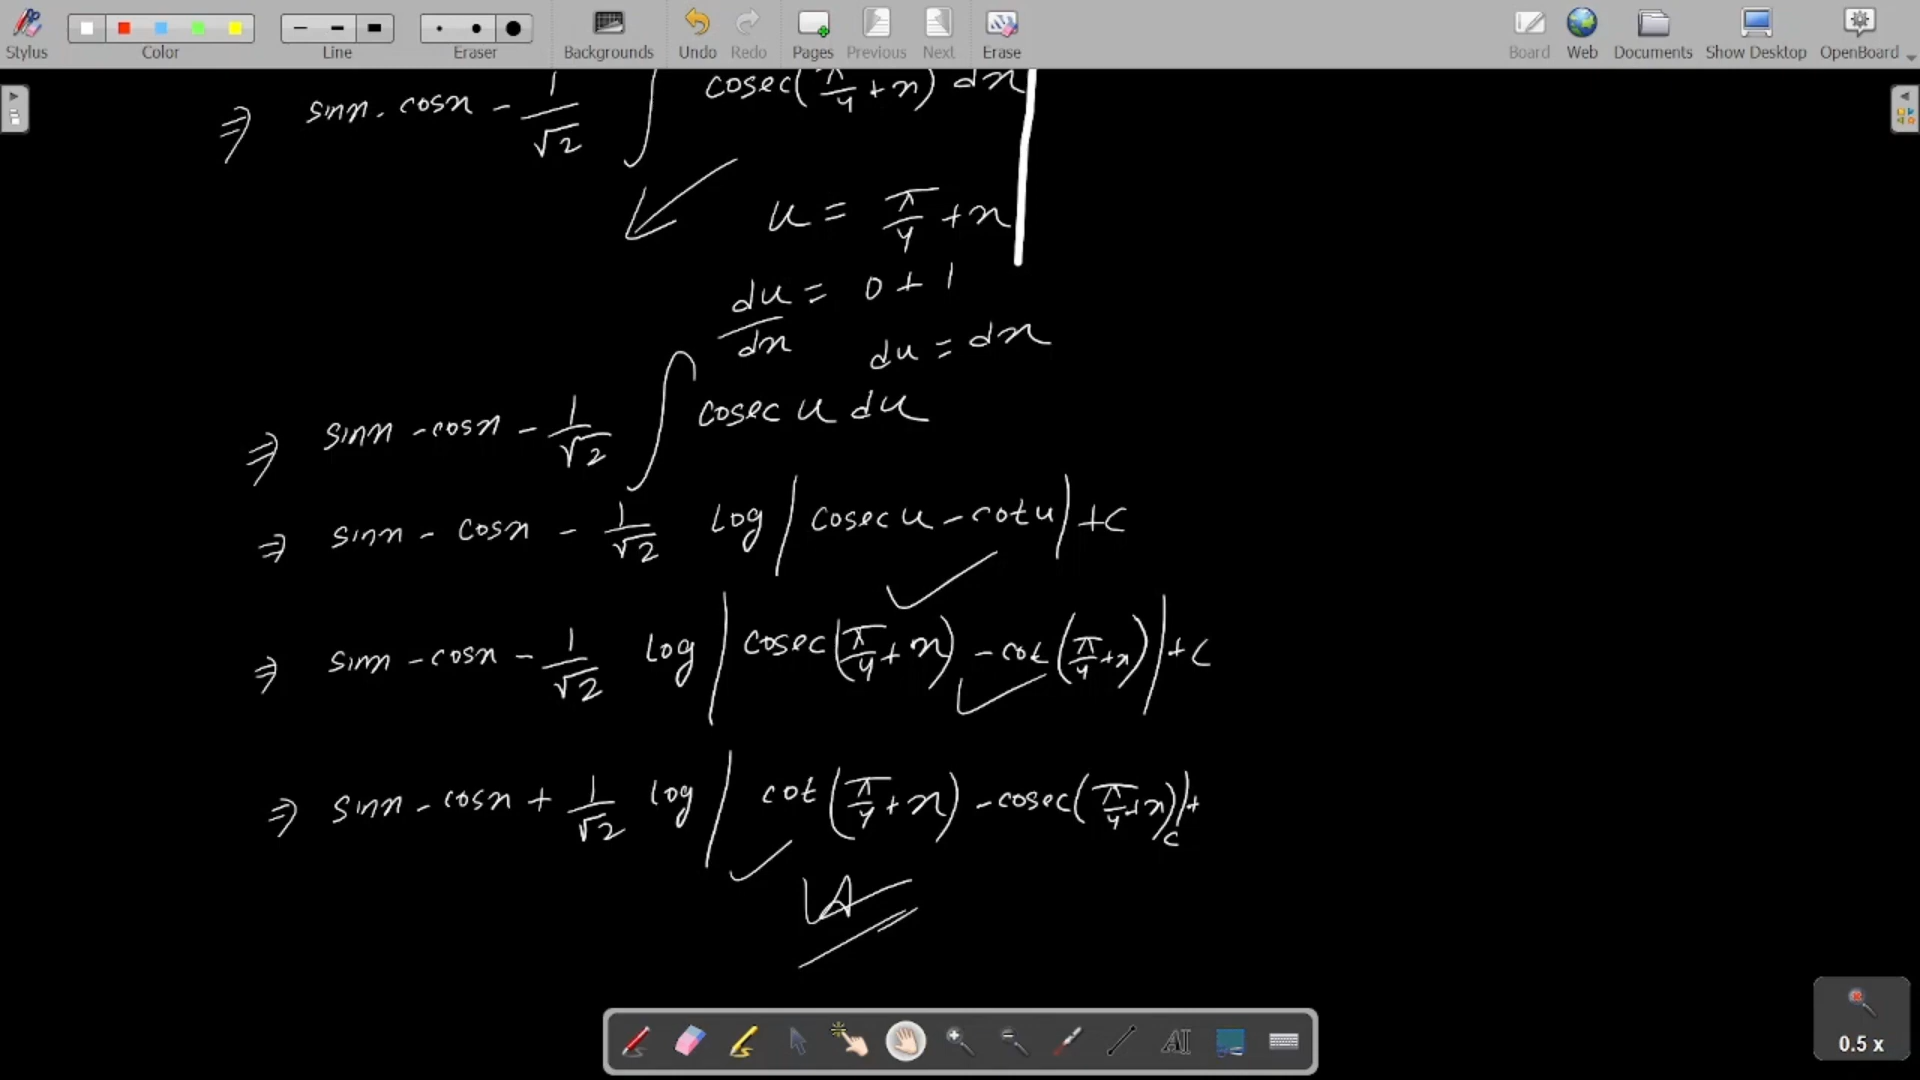 Stylus Color Line Eraser Backgrounds Undo Redo Pages Previous Next Erase Board Web Documents Show Desktop OpenBoard
⇒ sinx. cosx - 1/√2 ∫ cosec(π/4 + x) dx
u = π/4 + x
du/dx = 0 + 1
du = dx
⇒ sinx - cosx - 1/√2 ∫ cosec u du
⇒ sinx - cosx - 1/√2 log | cosec u - cot u | + C
⇒ sinx - cosx - 1/√2 log | cosec(π/4 + x) - cot(π/4 + x) | + C
⇒ sinx - cosx + 1/√2 log | cot(π/4 + x) - cosec(π/4 + x) | + C
A
AI
0.5 x